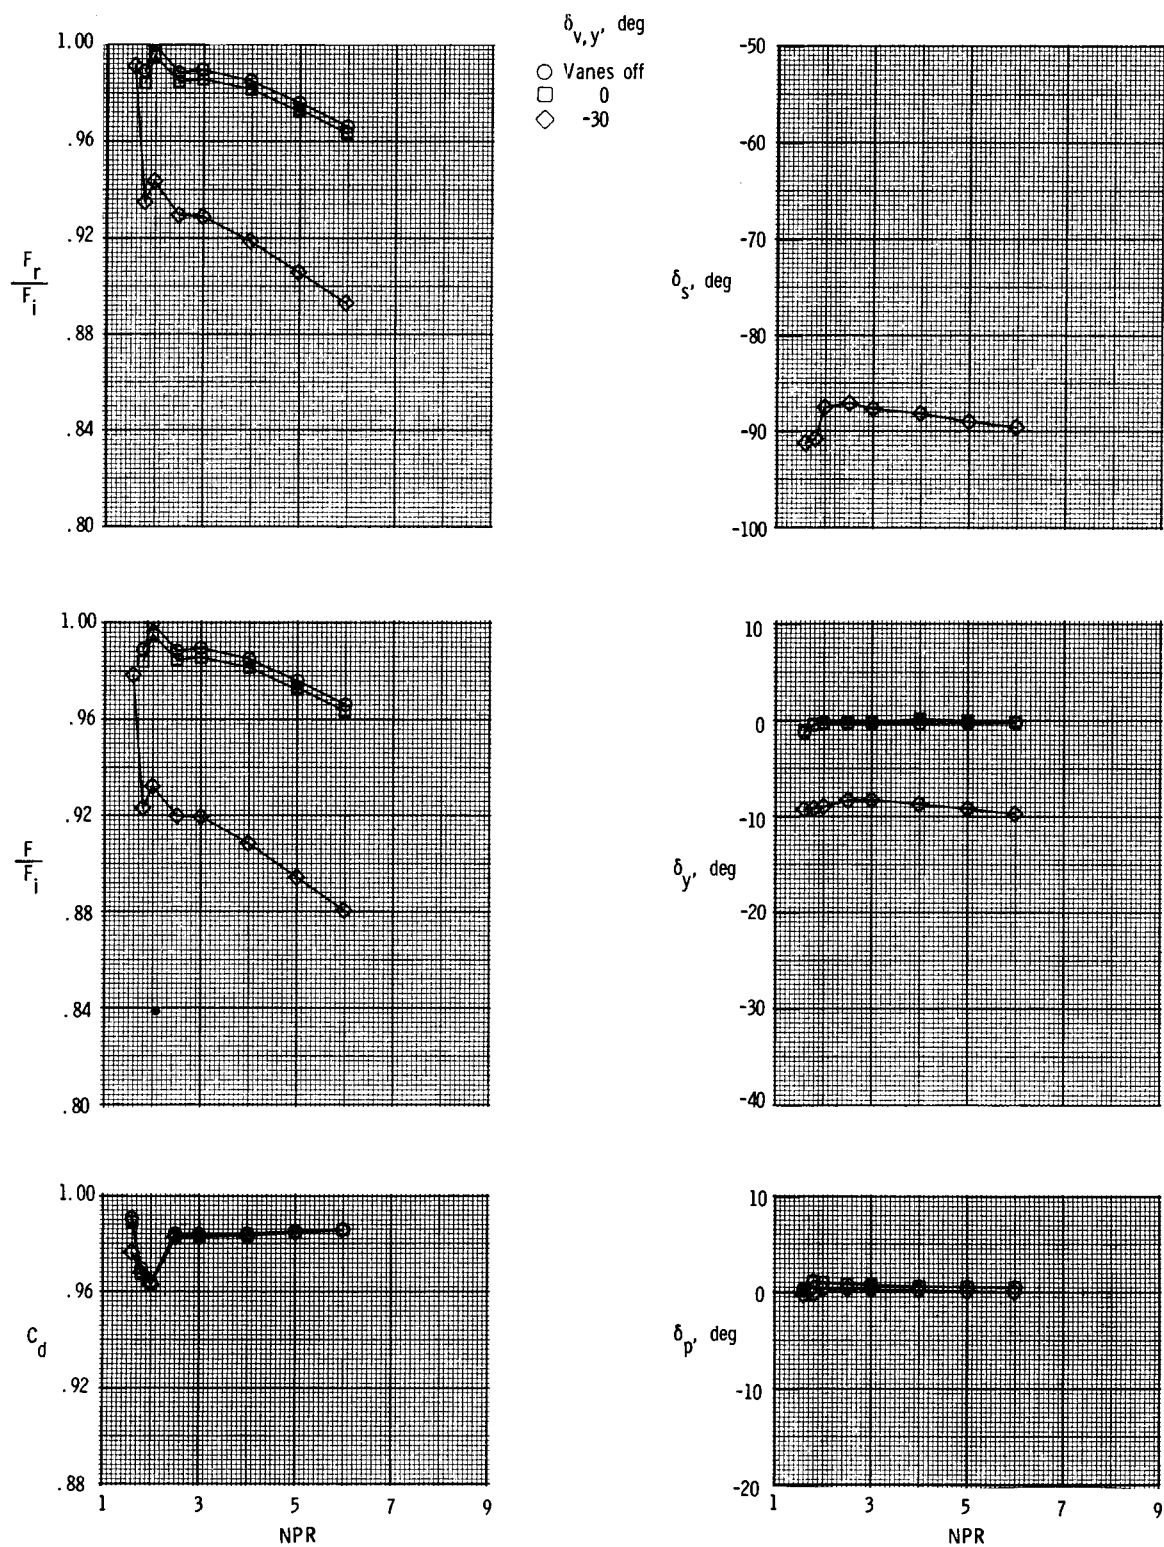 δv,y, deg
Vanes off
0
-30
1.00
.96
.92
.88
.84
.80
Fr
Fi
-50
-60
-70
-80
-90
-100
δs, deg
1.00
.96
.92
.88
.84
.80
F
Fi
10
0
-10
-20
-30
-40
δy, deg
1.00
.96
.92
.88
Cd
1 3 5 7 9
NPR
10
0
-10
-20
δp, deg
1 3 5 7 9
NPR